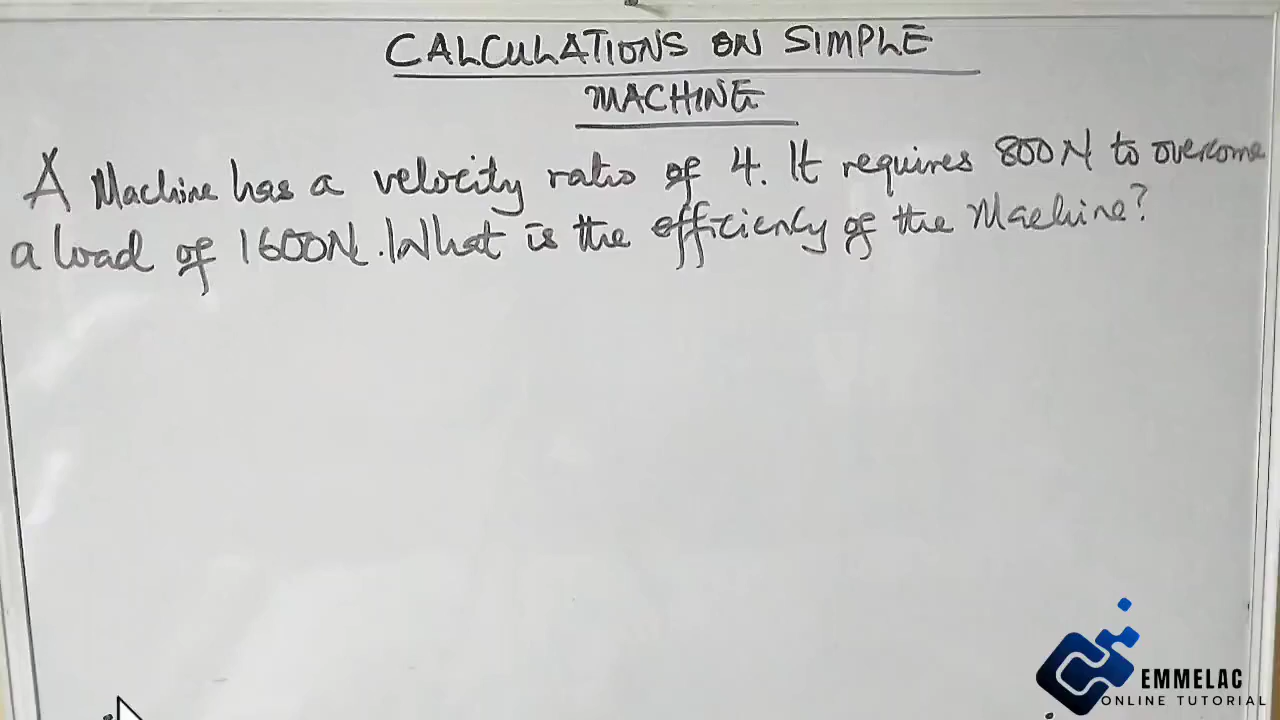 CALCULATIONS ON SIMPLE
MACHINE
A Machine has a velocity ratio of 4. It requires 800N to overcome
a load of 1600N. What is the efficiency of the Machine?
EMMELAC
ONLINE TUTORIAL